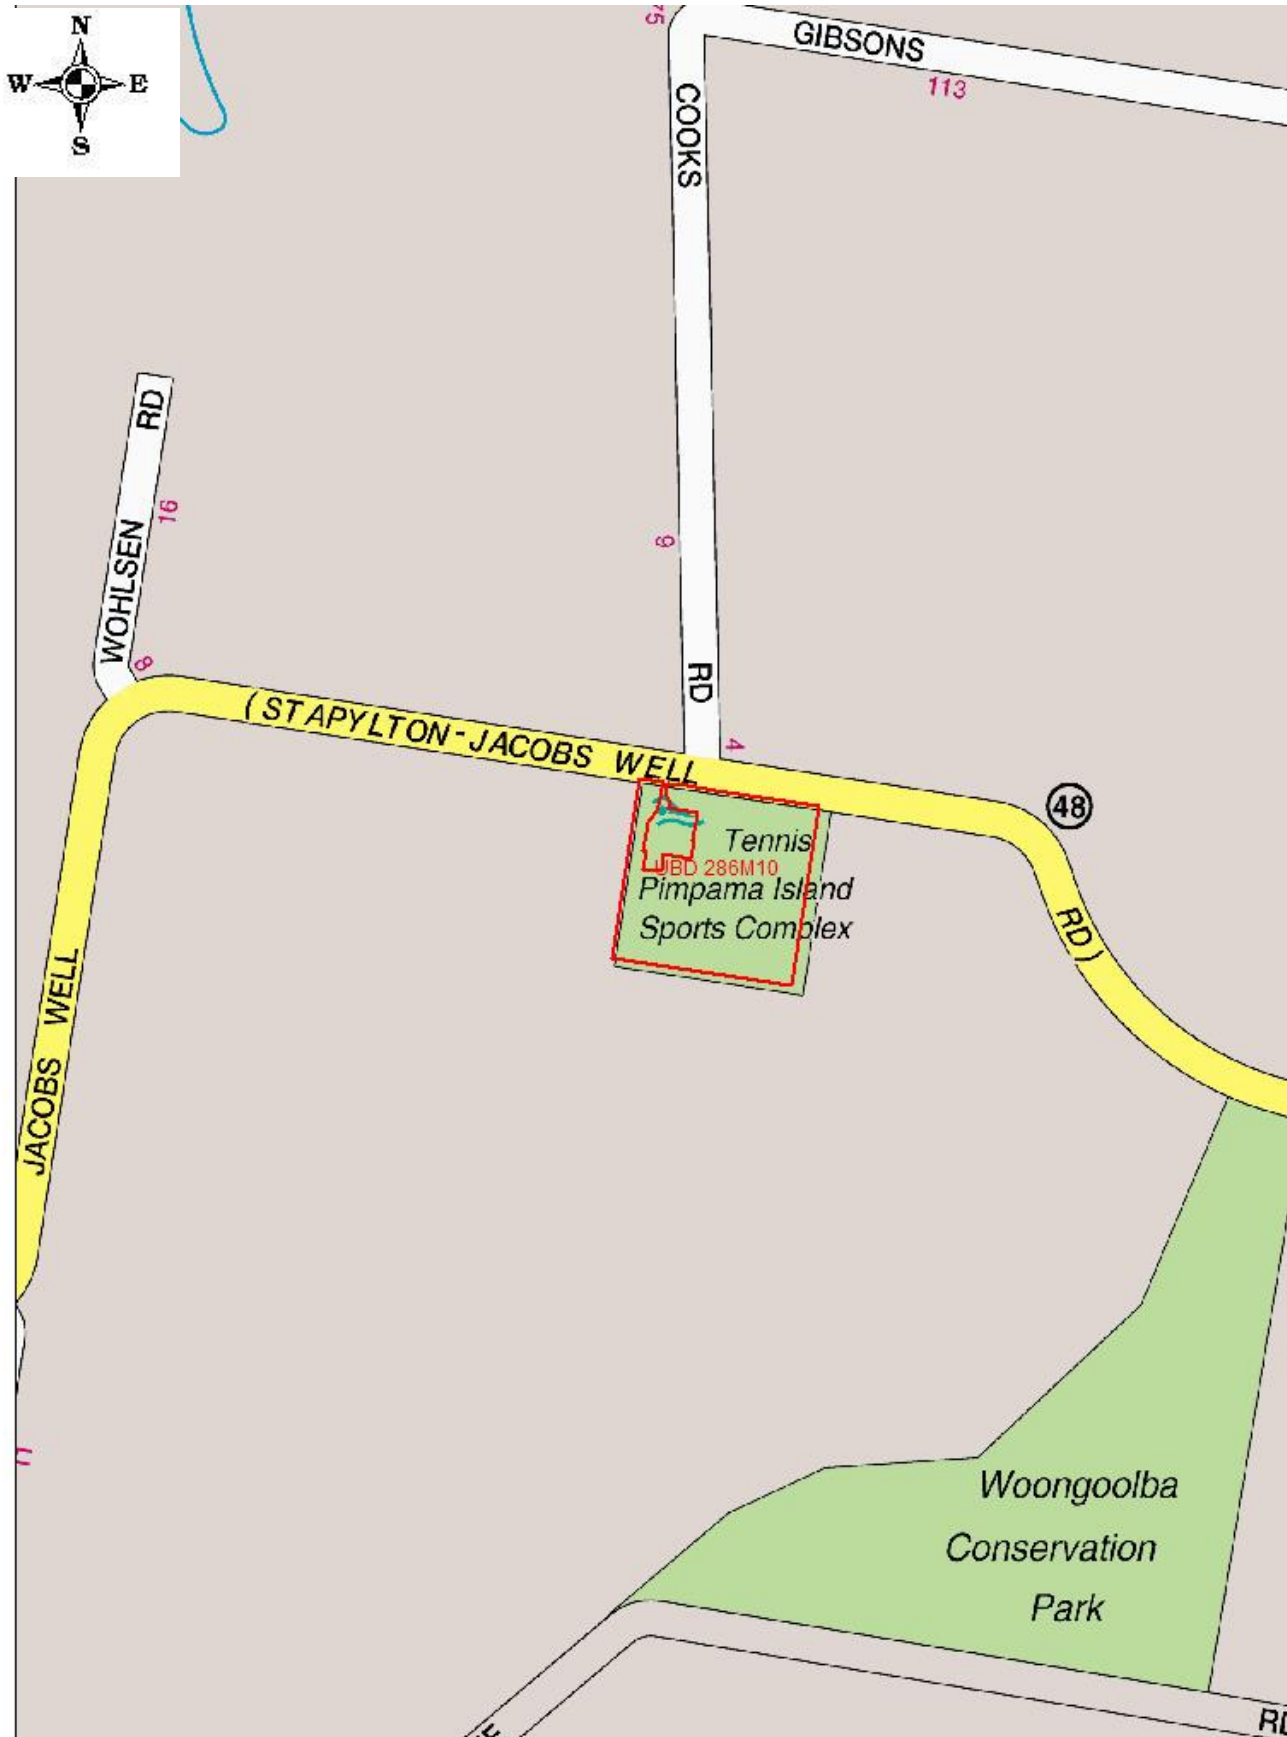 N
W E
S
75
GIBSONS
113
COOKS
RD
16
WOHLSEN
9
8
RD
4
(STAPYLTON-JACOBS WELL
48
Tennis
UBD 286M10
Pimpama Island
Sports Complex
RD)
JACOBS WELL
11
Woongoolba
Conservation
Park
RD